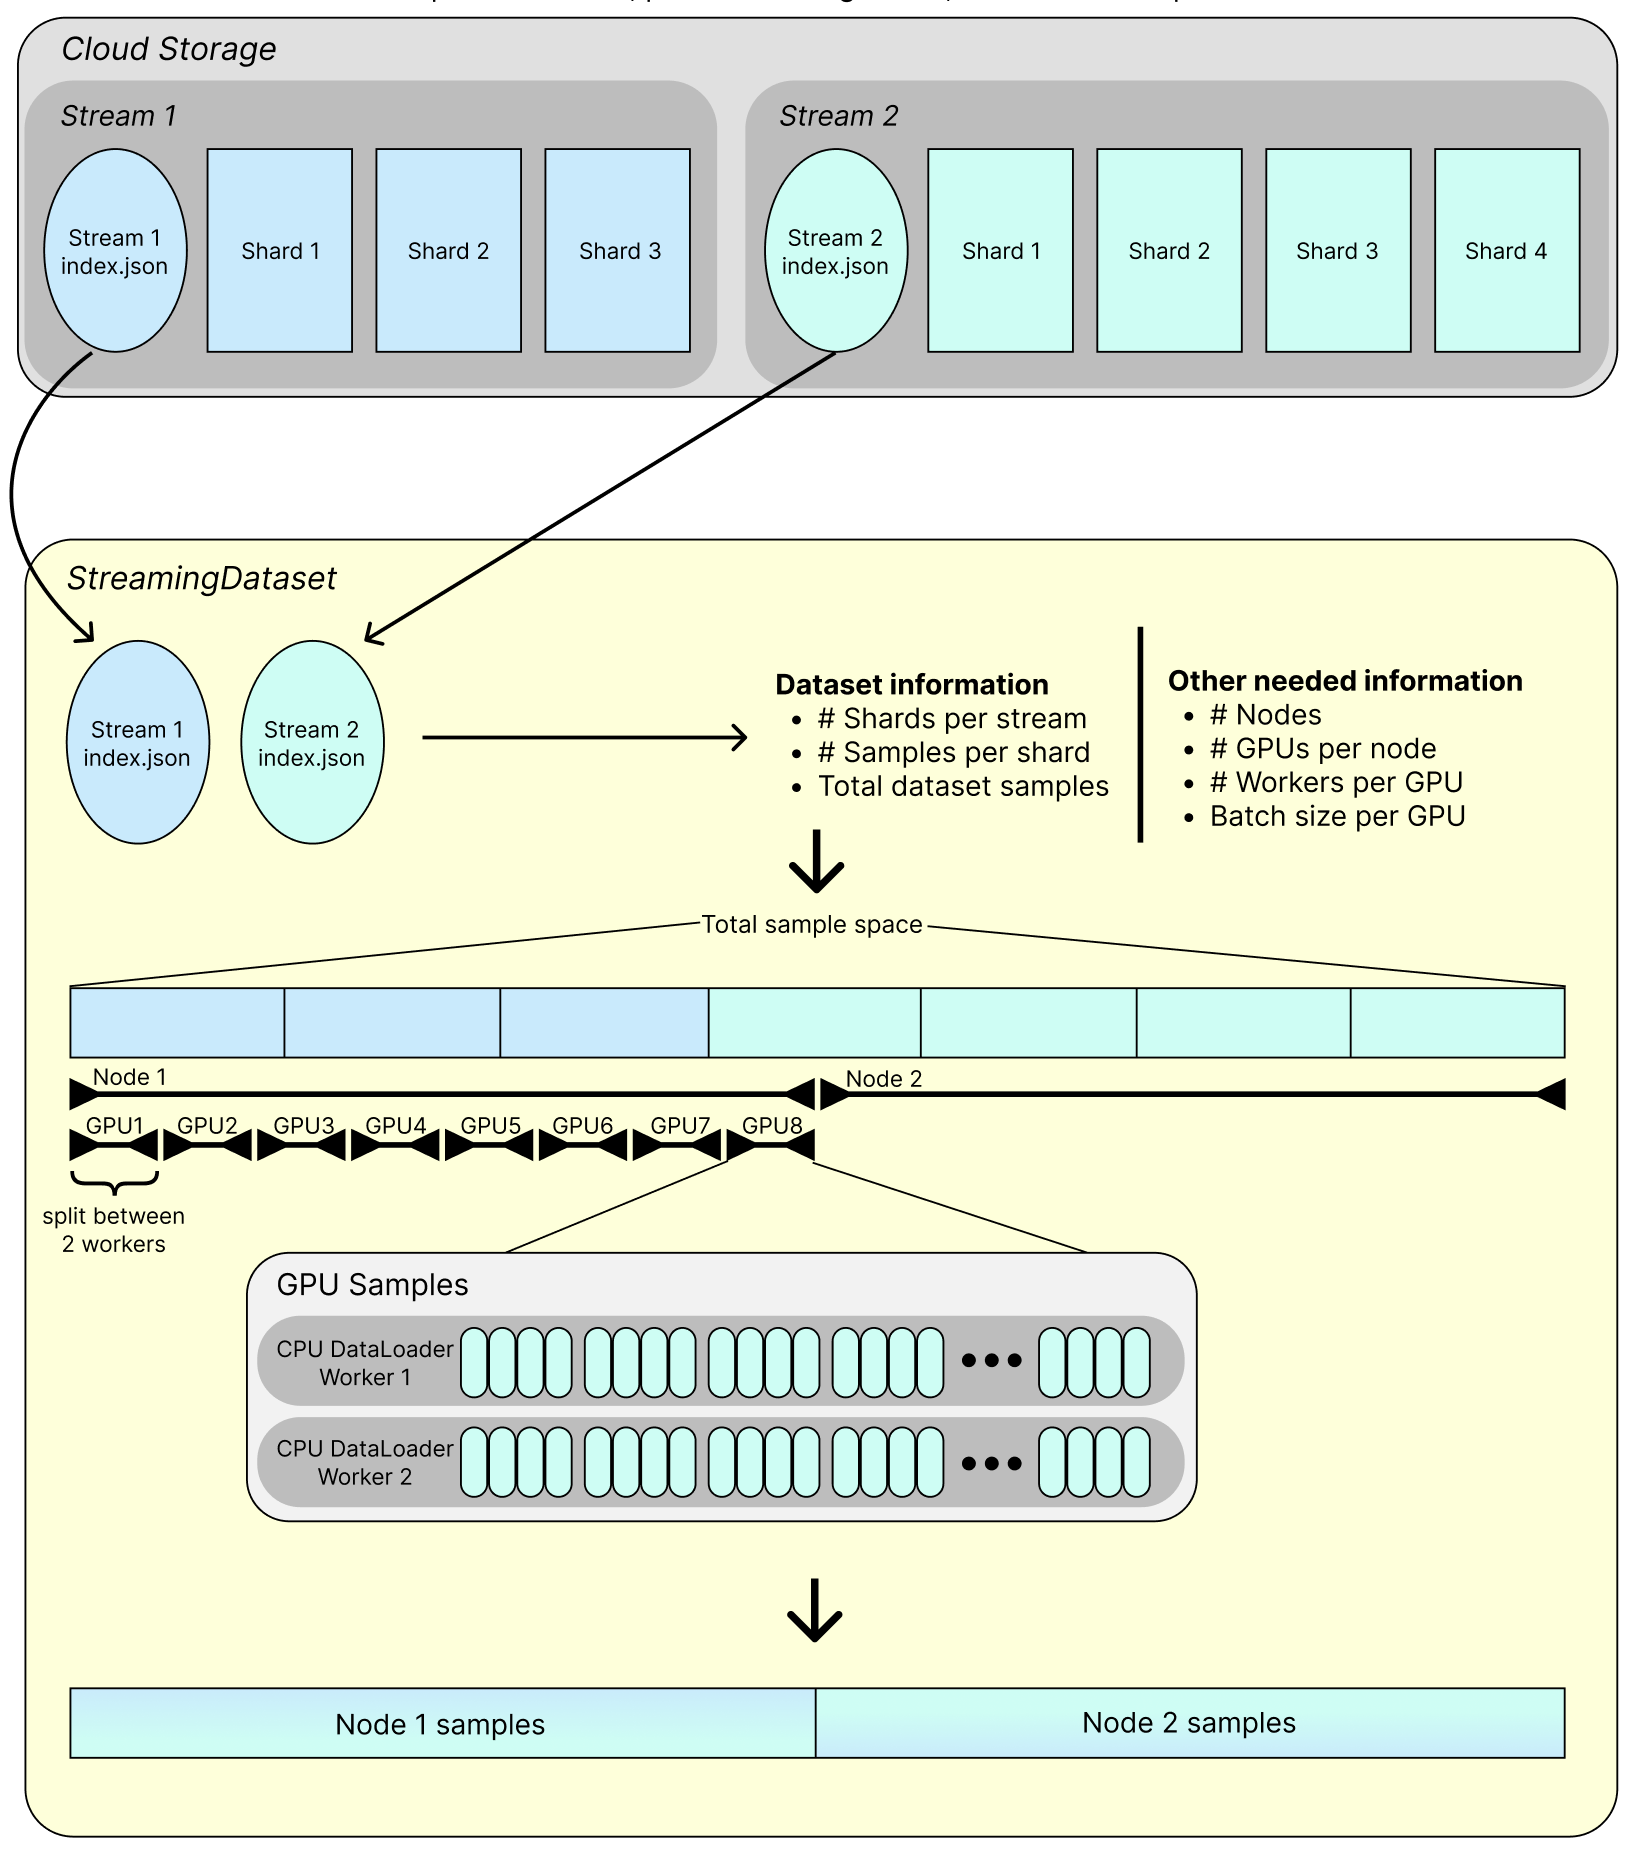 Cloud Storage
Stream 1
Stream 2
Stream 1
index.json
Shard 1
Shard 2
Shard 3
Stream 2
index.json
Shard 1
Shard 2
Shard 3
Shard 4
StreamingDataset
Stream 1
index.json
Stream 2
index.json
Dataset information
• # Shards per stream
• # Samples per shard
• Total dataset samples
Other needed information
• # Nodes
• # GPUs per node
• # Workers per GPU
• Batch size per GPU
Total sample space
Node 1
Node 2
GPU1
GPU2
GPU3
GPU4
GPU5
GPU6
GPU7
GPU8
split between
2 workers
GPU Samples
CPU DataLoader
Worker 1
CPU DataLoader
Worker 2
Node 1 samples
Node 2 samples